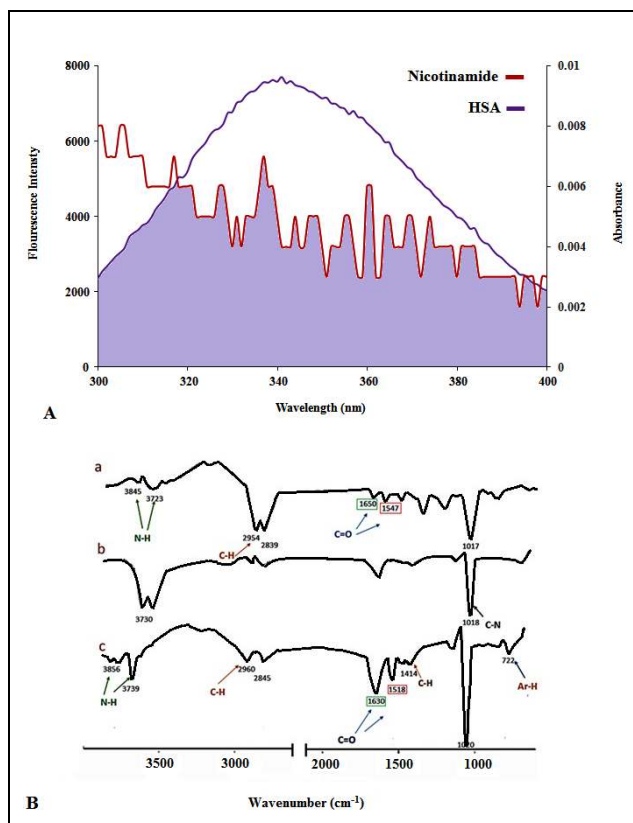 8000
6000
4000
2000
0
Flourescence Intensty
0.01
0.008
0.006
0.004
0.002
0
Absorbance
Nicotinamide
HSA
300
320
340
360
380
400
Wavelength (nm)
A
a
3845
3723
N-H
2954
2839
C-H
1650
1547
C=O
1017
b
3730
1018
C-N
c
3856
3739
N-H
2960
2845
C-H
1630
1518
1414
C-H
C=O
722
Ar-H
1020
3500
3000
2000
1500
1000
B
Wavenumber (cm⁻¹)